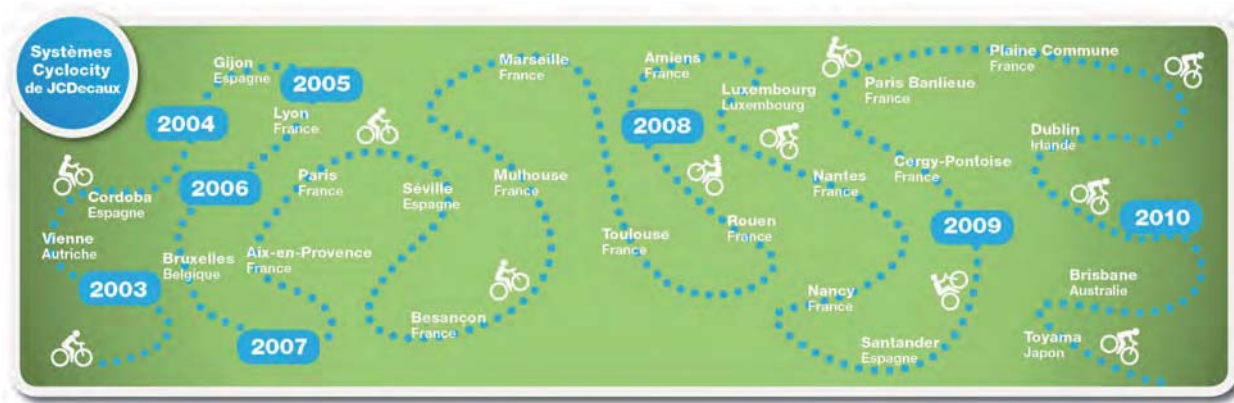 Systèmes
Cyclocity
de JCDecaux
2003
Vienne
Autriche
Cordoba
Espagne
2004
Gijon
Espagne
2005
Lyon
France
2006
Bruxelles
Belgique
2007
Aix-en-Provence
France
Paris
France
Séville
Espagne
Besançon
France
Mulhouse
France
Marseille
France
Toulouse
France
Rouen
France
2008
Amiens
France
Luxembourg
Luxembourg
Nantes
France
Nancy
France
Santander
Espagne
2009
Cergy-Pontoise
France
Paris Banlieue
France
Plaine Commune
France
Dublin
Irlande
2010
Brisbane
Australie
Toyama
Japon